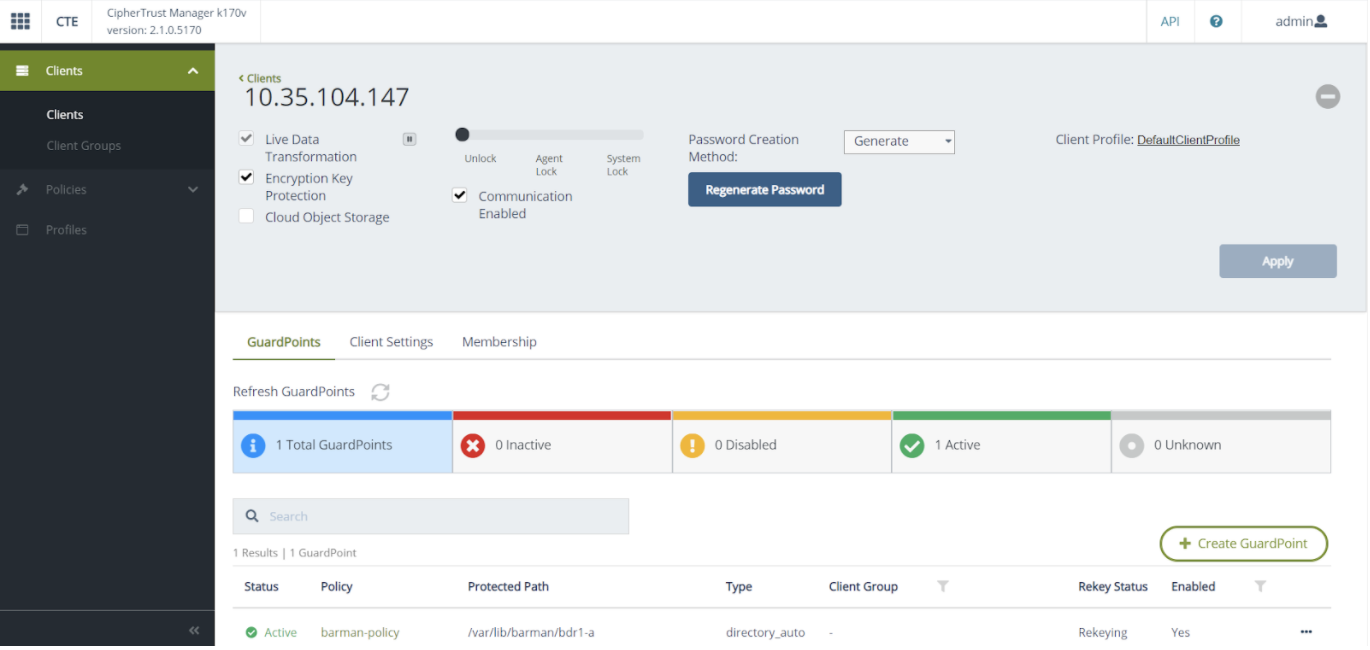 CTE
CipherTrust Manager k170v
version: 2.1.0.5170
API
admin
Clients
Clients
Client Groups
Policies
Profiles
Clients
10.35.104.147
Live Data
Transformation
Encryption Key
Protection
Cloud Object Storage
Unlock
Agent
Lock
System
Lock
Communication
Enabled
Password Creation
Method:
Generate
Regenerate Password
Client Profile: DefaultClientProfile
Apply
GuardPoints Client Settings Membership
Refresh GuardPoints
1 Total GuardPoints
0 Inactive
0 Disabled
1 Active
0 Unknown
Search
1 Results | 1 GuardPoint
Create GuardPoint
Status Policy Protected Path Type Client Group Rekey Status Enabled
Active barman-policy /var/lib/barman/bdr1-a directory_auto - Rekeying Yes